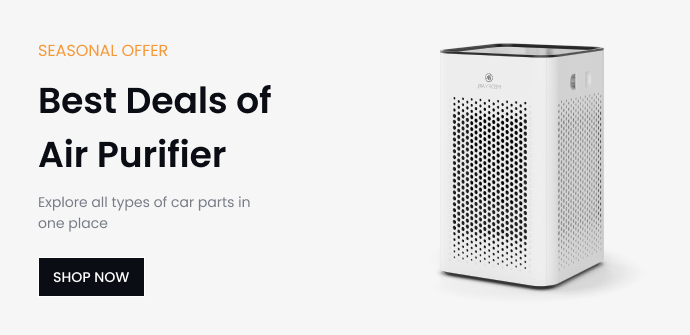 SEASONAL OFFER
Best Deals of
Air Purifier
Explore all types of car parts in
one place
SHOP NOW